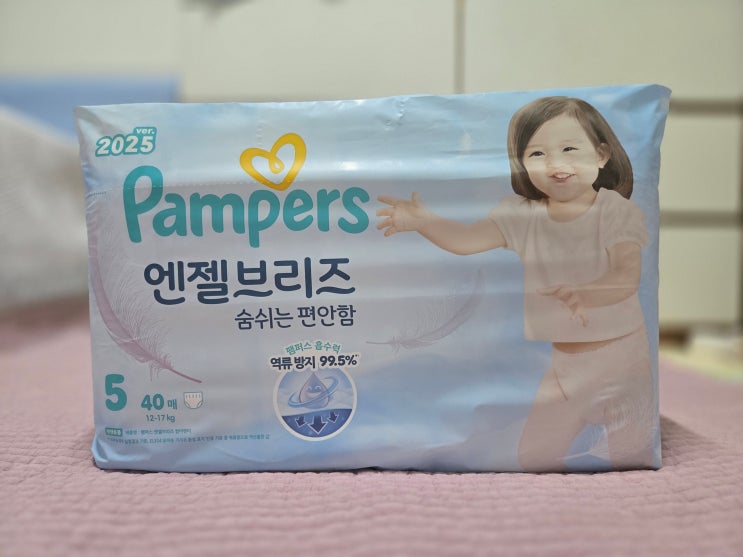 2025 ver.
Pampers
엔젤브리즈
숨쉬는 편안함
팸퍼스 흡수력
역류 방지 99.5%*
5
40매
12-17 kg